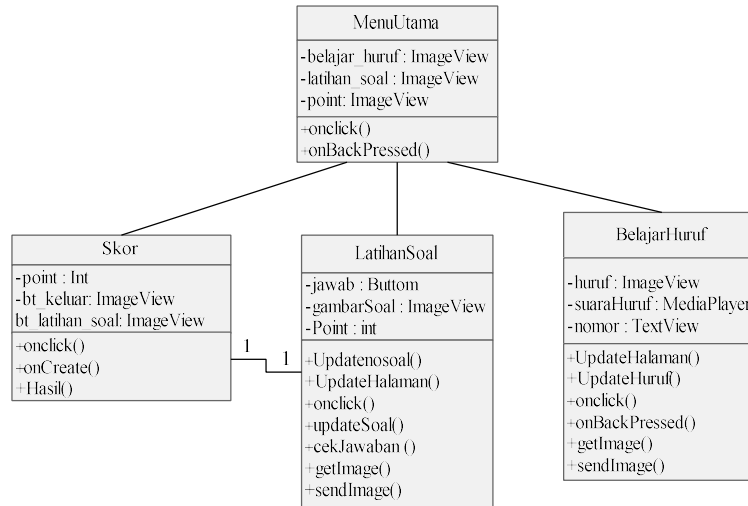 MenuUtama
-belajar_huruf : ImageView
-latihan_soal : ImageView
-point: ImageView
+onclick()
+onBackPressed()
Skor
-point : Int
-bt_keluar: ImageView
bt_latihan_soal: ImageView
+onclick()
+onCreate()
+Hasil()
1
1
LatihanSoal
-jawab : Buttom
-gambarSoal : ImageView
-Point : int
+Updatenosoal()
+UpdateHalaman()
+onclick()
+updateSoal()
+cekJawaban ()
+getImage()
+sendImage()
BelajarHuruf
-huruf : ImageView
-suaraHuruf : MediaPlayer
-nomor : TextView
+UpdateHalaman()
+UpdateHuruf()
+onclick()
+onBackPressed()
+getImage()
+sendImage()